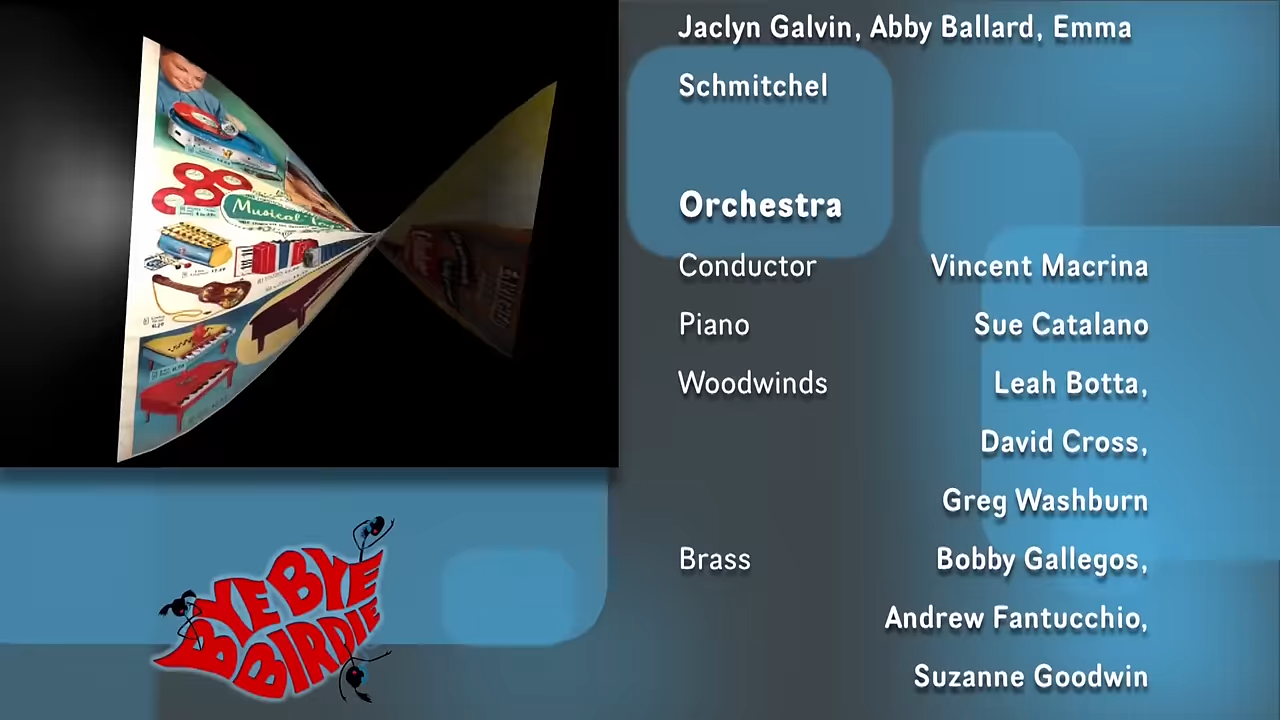 Jaclyn Galvin, Abby Ballard, Emma
Schmitchel
Orchestra
Conductor Vincent Macrina
Piano Sue Catalano
Woodwinds Leah Botta,
David Cross,
Greg Washburn
Brass Bobby Gallegos,
Andrew Fantucchio,
Suzanne Goodwin
Musical
BYE BYE
BIRDIE